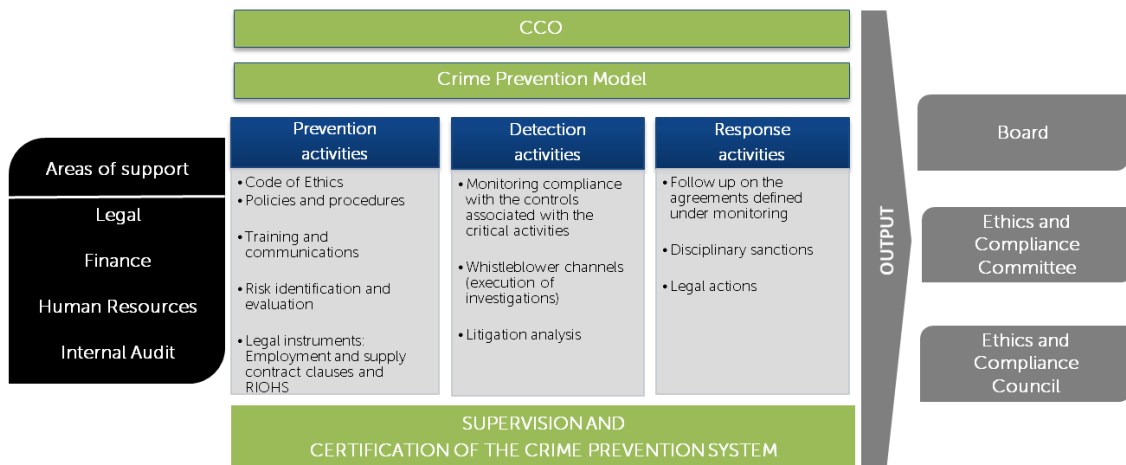 CCO
Crime Prevention Model
Areas of support
Legal
Finance
Human Resources
Internal Audit
Prevention
activities
• Code of Ethics
• Policies and procedures
• Training and
communications
• Risk identification and
evaluation
• Legal instruments:
Employment and supply
contract clauses and
RIOHS
Detection
activities
• Monitoring compliance
with the controls
associated with the
critical activities
• Whistleblower channels
(execution of
investigations)
• Litigation analysis
Response
activities
• Follow up on the
agreements defined
under monitoring
• Disciplinary sanctions
• Legal actions
SUPERVISION AND
CERTIFICATION OF THE CRIME PREVENTION SYSTEM
OUTPUT
Board
Ethics and
Compliance
Committee
Ethics and
Compliance
Council